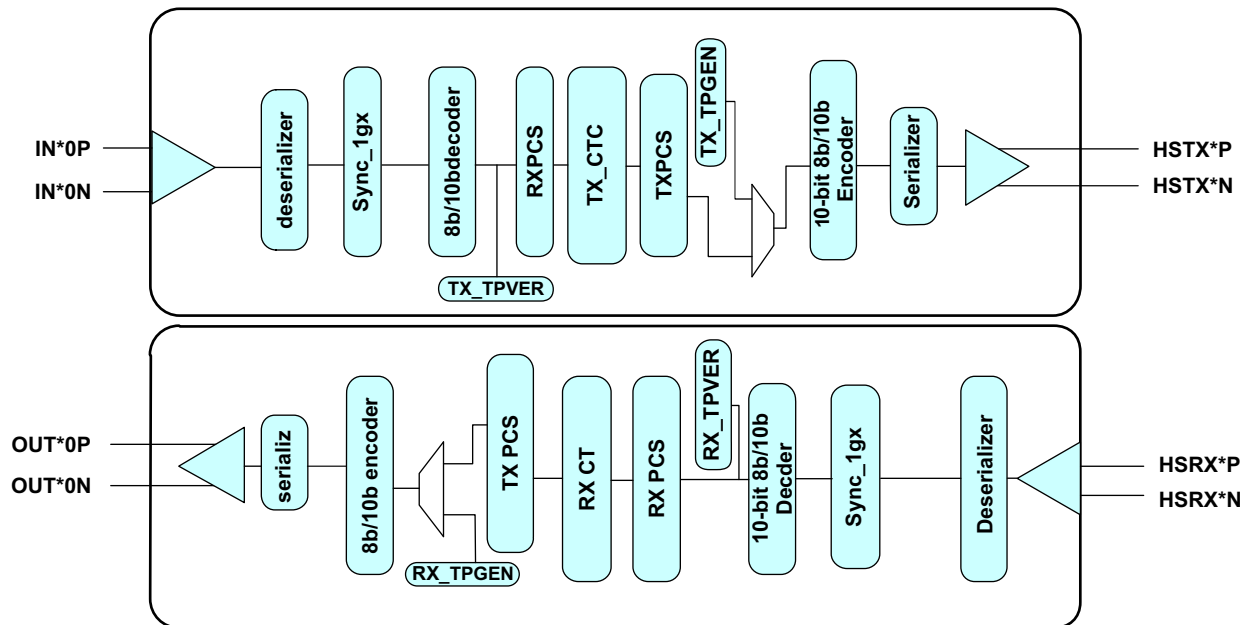 IN*0P
IN*0N
deserializer
Sync_1gx
8b/10bdecoder
TX_TPVER
RXPCS
TX_CTC
TXPCS
TX_TPGEN
10-bit 8b/10b
Encoder
Serializer
HSTX*P
HSTX*N
OUT*0P
OUT*0N
serializ
8b/10b encoder
RX_TPGEN
TX PCS
RX CT
RX PCS
RX_TPVER
10-bit 8b/10b
Decder
Sync_1gx
Deserializer
HSRX*P
HSRX*N